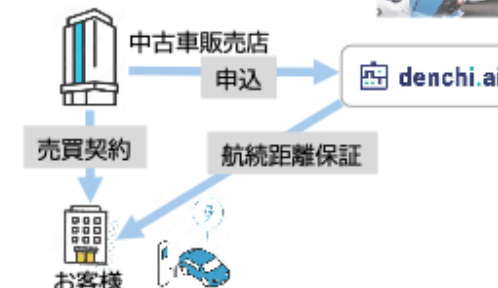 中古車販売店
申込
denchi.ai
売買契約
航続距離保証
お客様